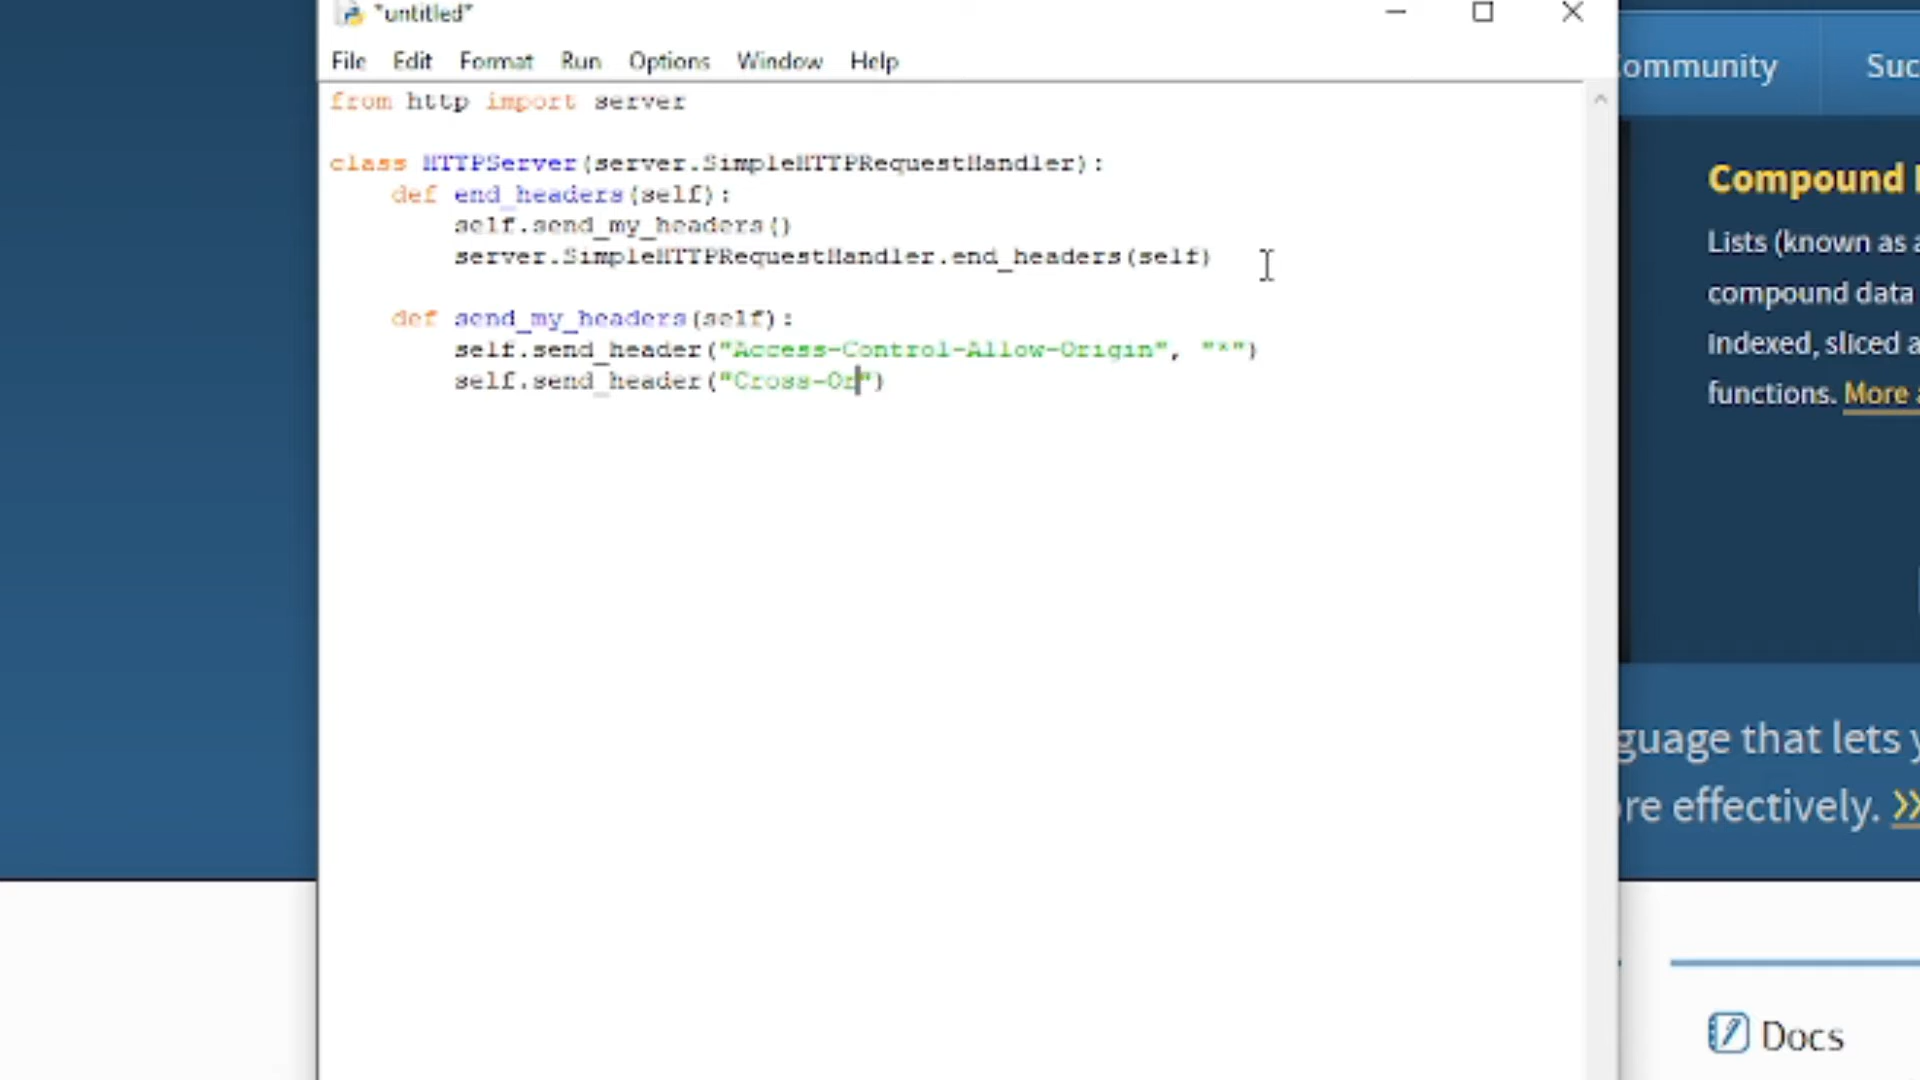 *untitled*
File Edit Format Run Options Window Help
from http import server
class HTTPServer(server.SimpleHTTPRequestHandler):
    def end_headers(self):
        self.send_my_headers()
        server.SimpleHTTPRequestHandler.end_headers(self)
    def send_my_headers(self):
        self.send_header("Access-Control-Allow-Origin", "*")
        self.send_header("Cross-Or")
ommunity Suc
Compound
Lists (known as a
compound data
indexed, sliced a
functions. More a
guage that lets y
re effectively. >>
Docs